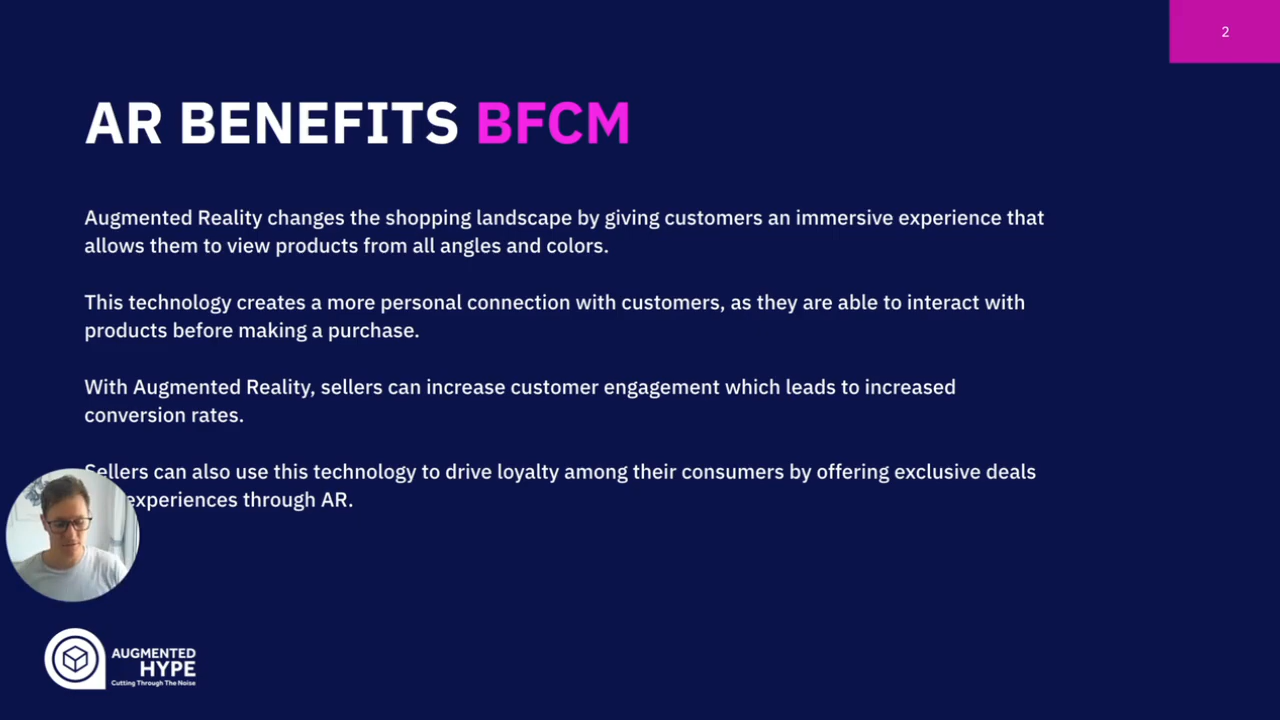 2
AR BENEFITS BFCM
Augmented Reality changes the shopping landscape by giving customers an immersive experience that
allows them to view products from all angles and colors.
This technology creates a more personal connection with customers, as they are able to interact with
products before making a purchase.
With Augmented Reality, sellers can increase customer engagement which leads to increased
conversion rates.
Sellers can also use this technology to drive loyalty among their consumers by offering exclusive deals
experiences through AR.
AUGMENTED
HYPE
Cutting Through The Noise